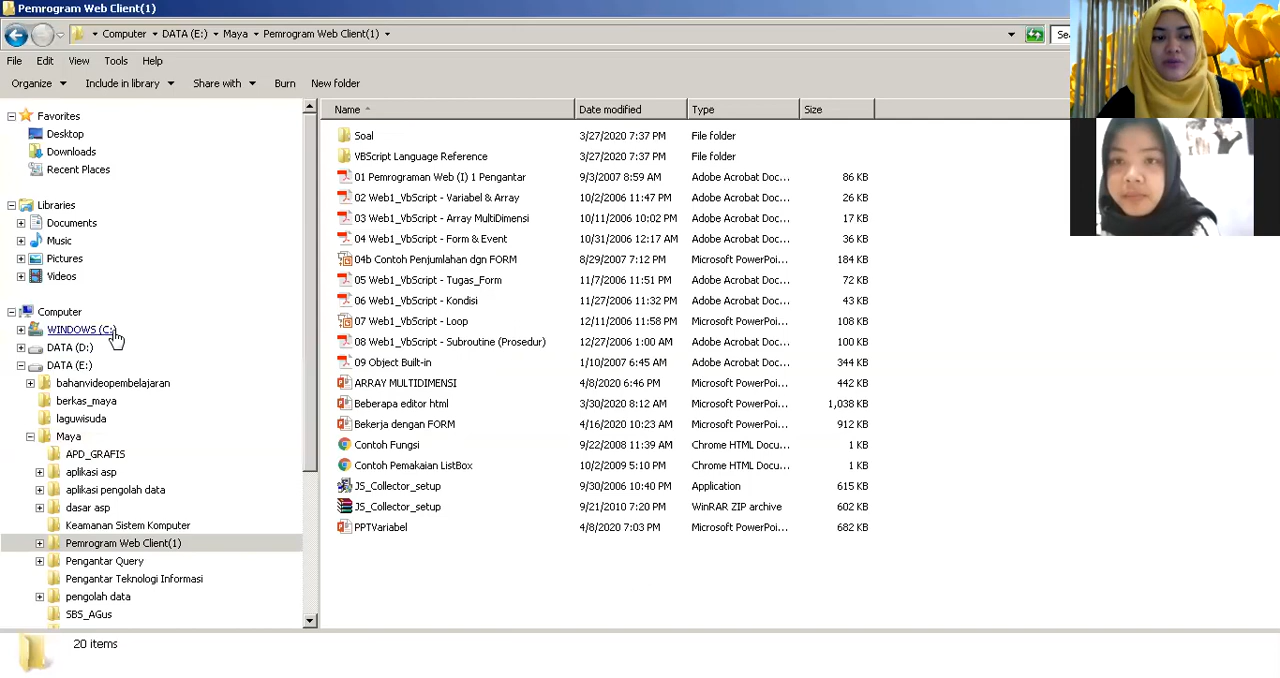 Pemrogram Web Client(1)
Computer DATA (E:) Maya Pemrogram Web Client(1)
File Edit View Tools Help
Organize Include in library Share with Burn New folder
Favorites
Desktop
Downloads
Recent Places
Libraries
Documents
Music
Pictures
Videos
Computer
WINDOWS (C:)
DATA (D:)
DATA (E:)
bahanvideopembelajaran
berkas_maya
laguwisuda
Maya
APD_GRAFIS
aplikasi asp
aplikasi pengolah data
dasar asp
Keamanan Sistem Komputer
Pemrogram Web Client(1)
Pengantar Query
Pengantar Teknologi Informasi
pengolah data
SBS_AGus
Name Date modified Type Size
Soal 3/27/2020 7:37 PM File folder
VBScript Language Reference 3/27/2020 7:37 PM File folder
01 Pemrograman Web (I) 1 Pengantar 9/3/2007 8:59 AM Adobe Acrobat Doc... 86 KB
02 Web1_VbScript - Variabel & Array 10/2/2006 11:47 PM Adobe Acrobat Doc... 26 KB
03 Web1_VbScript - Array MultiDimensi 10/11/2006 10:02 PM Adobe Acrobat Doc... 17 KB
04 Web1_VbScript - Form & Event 10/31/2006 12:17 AM Adobe Acrobat Doc... 36 KB
04b Contoh Penjumlahan dgn FORM 8/29/2007 7:12 PM Microsoft PowerPoi... 184 KB
05 Web1_VbScript - Tugas_Form 11/7/2006 11:51 PM Adobe Acrobat Doc... 72 KB
06 Web1_VbScript - Kondisi 11/27/2006 11:32 PM Adobe Acrobat Doc... 43 KB
07 Web1_VbScript - Loop 12/11/2006 11:58 PM Microsoft PowerPoi... 108 KB
08 Web1_VbScript - Subroutine (Prosedur) 12/27/2006 1:00 AM Adobe Acrobat Doc... 100 KB
09 Object Built-in 1/10/2007 6:45 AM Adobe Acrobat Doc... 344 KB
ARRAY MULTIDIMENSI 4/8/2020 6:46 PM Microsoft PowerPoi... 442 KB
Beberapa editor html 3/30/2020 8:12 AM Microsoft PowerPoi... 1,038 KB
Bekerja dengan FORM 4/16/2020 10:23 AM Microsoft PowerPoi... 912 KB
Contoh Fungsi 9/22/2008 11:39 AM Chrome HTML Docu... 1 KB
Contoh Pemakaian ListBox 10/2/2009 5:10 PM Chrome HTML Docu... 1 KB
JS_Collector_setup 9/30/2006 10:40 PM Application 615 KB
JS_Collector_setup 9/21/2010 7:20 PM WinRAR ZIP archive 602 KB
PPTVariabel 4/8/2020 7:03 PM Microsoft PowerPoi... 682 KB
20 items